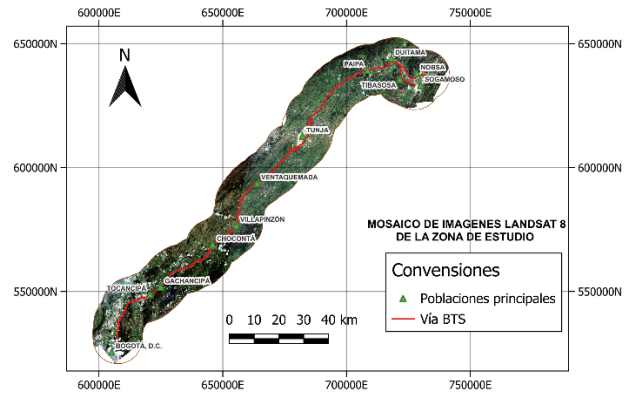 600000E 650000E 700000E 750000E
650000N 650000N
N
DUITAMA
PAIPA
NOBSA
SOGAMOSO
TIBASOSA
TUNJA
600000N 600000N
VENTAQUEMADA
VILLAPINZÓN
MOSAICO DE IMAGENES LANDSAT 8
DE LA ZONA DE ESTUDIO
CHOCONTÁ
Convensiones
GACHANCIPÁ
TOCANCIPÁ
550000N 550000N
Poblaciones principales
Vía BTS
0 10 20 30 40 km
BOGOTÁ, D.C.
600000E 650000E 700000E 750000E